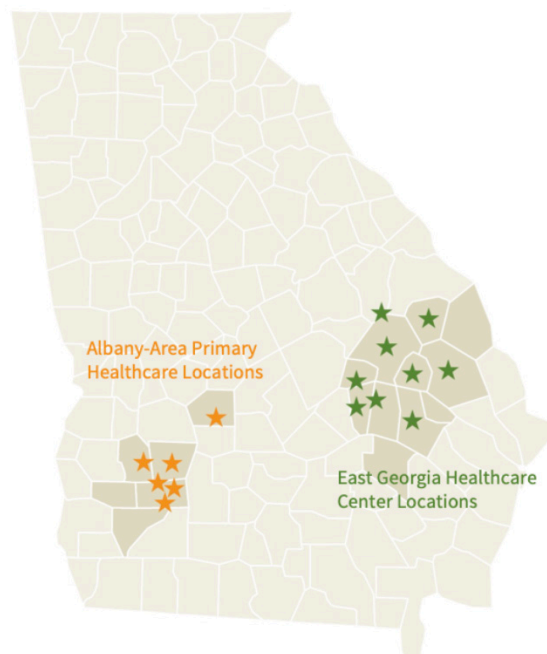 Albany-Area Primary
Healthcare Locations
East Georgia Healthcare
Center Locations